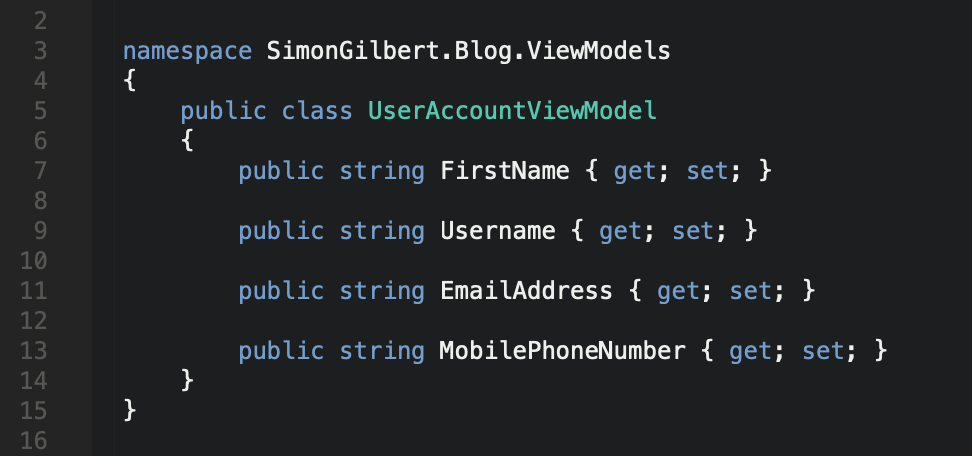 2
3 namespace SimonGilbert.Blog.ViewModels
4 {
5 public class UserAccountViewModel
6 {
7 public string FirstName { get; set; }
8
9 public string Username { get; set; }
10
11 public string EmailAddress { get; set; }
12
13 public string MobilePhoneNumber { get; set; }
14 }
15 }
16